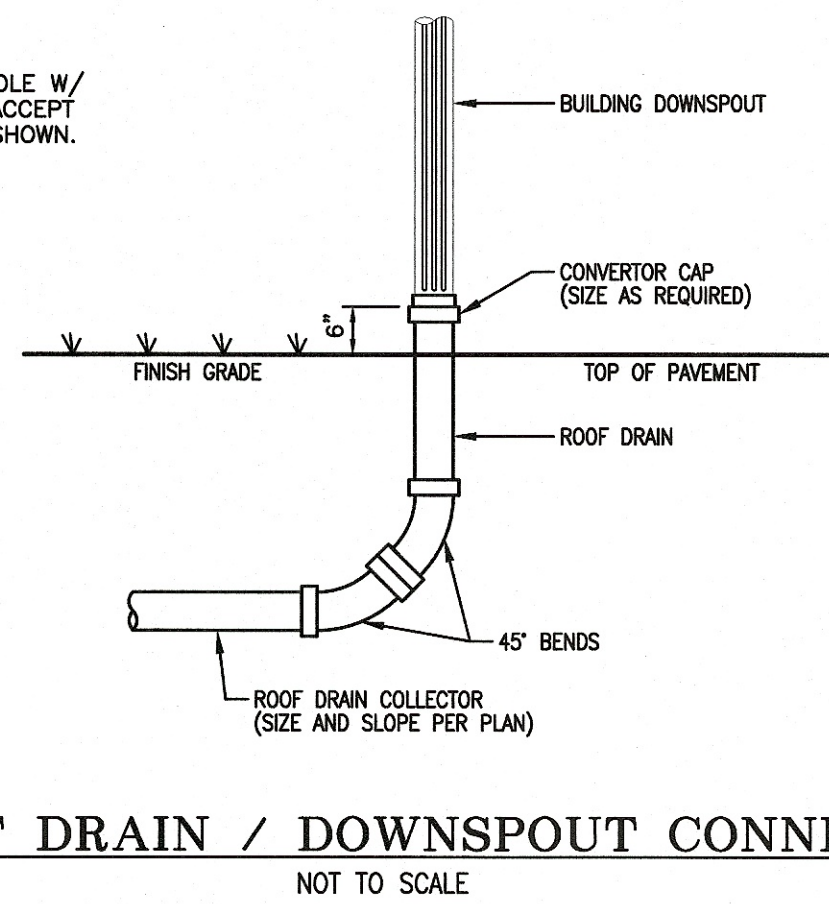 OLE W/
ACCEPT
SHOWN.
BUILDING DOWNSPOUT
CONVERTOR CAP
(SIZE AS REQUIRED)
6"
FINISH GRADE
TOP OF PAVEMENT
ROOF DRAIN
45° BENDS
ROOF DRAIN COLLECTOR
(SIZE AND SLOPE PER PLAN)
DRAIN / DOWNSPOUT CONN
NOT TO SCALE